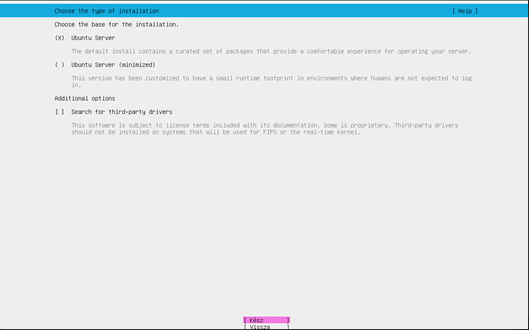 Choose the type of installation [ Help ]
Choose the base for the installation.
(X) Ubuntu Server
The default install contains a curated set of packages that provide a comfortable experience for operating your server.
( ) Ubuntu Server (minimized)
This version has been customized to have a small runtime footprint in environments where humans are not expected to log
in.
Additional options
[ ] Search for third-party drivers
This software is subject to license terms included with its documentation. Some is proprietary. Third-party drivers
should not be installed on systems that will be used for FIPS or the real-time kernel.
[ Kész ]
[ Vissza ]